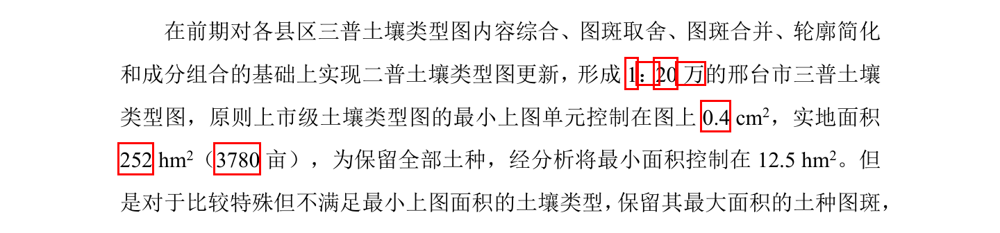 在前期对各县区三普土壤类型图内容综合、图斑取舍、图斑合并、轮廓简化
和成分组合的基础上实现二普土壤类型图更新，形成 1：20 万的邢台市三普土壤
类型图，原则上市级土壤类型图的最小上图单元控制在图上 0.4 cm²，实地面积
252 hm²（3780 亩），为保留全部土种，经分析将最小面积控制在 12.5 hm²。但
是对于比较特殊但不满足最小上图面积的土壤类型，保留其最大面积的土种图斑，